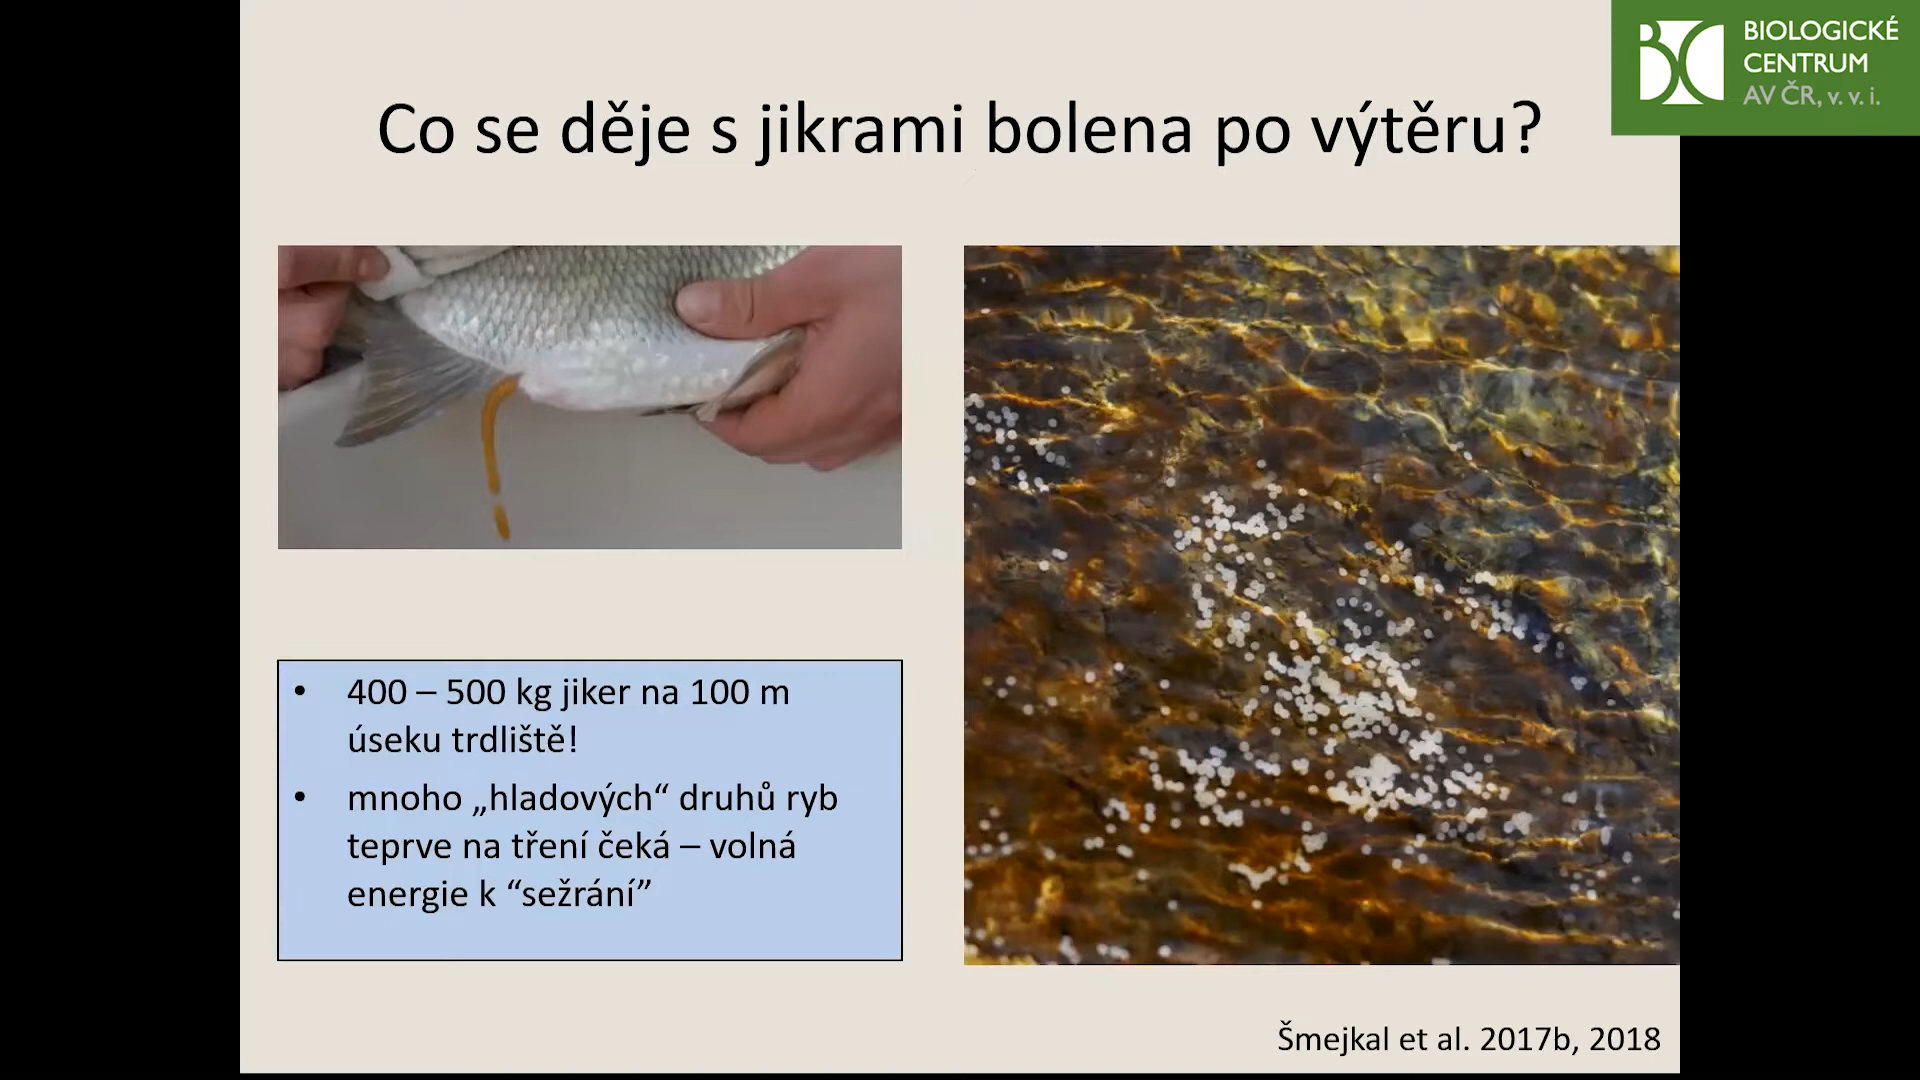 BIOLOGICKÉ
CENTRUM
AV ČR, v. v. i.
Co se děje s jikrami bolena po výtěru?
• 400 – 500 kg jiker na 100 m
úseku trdliště!
• mnoho „hladových“ druhů ryb
teprve na tření čeká – volná
energie k “sežrání”
Šmejkal et al. 2017b, 2018